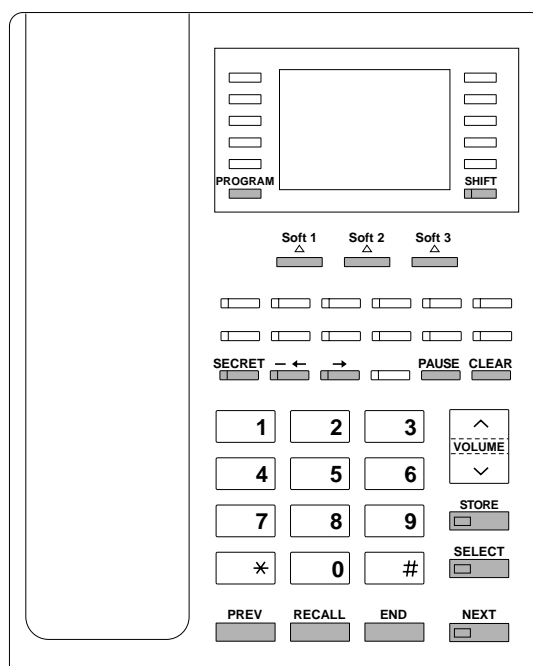 PROGRAM SHIFT
Soft 1 Soft 2 Soft 3
SECRET — ← → PAUSE CLEAR
1 2 3
VOLUME
4 5 6
STORE
7 8 9
SELECT
* 0 #
PREV RECALL END NEXT